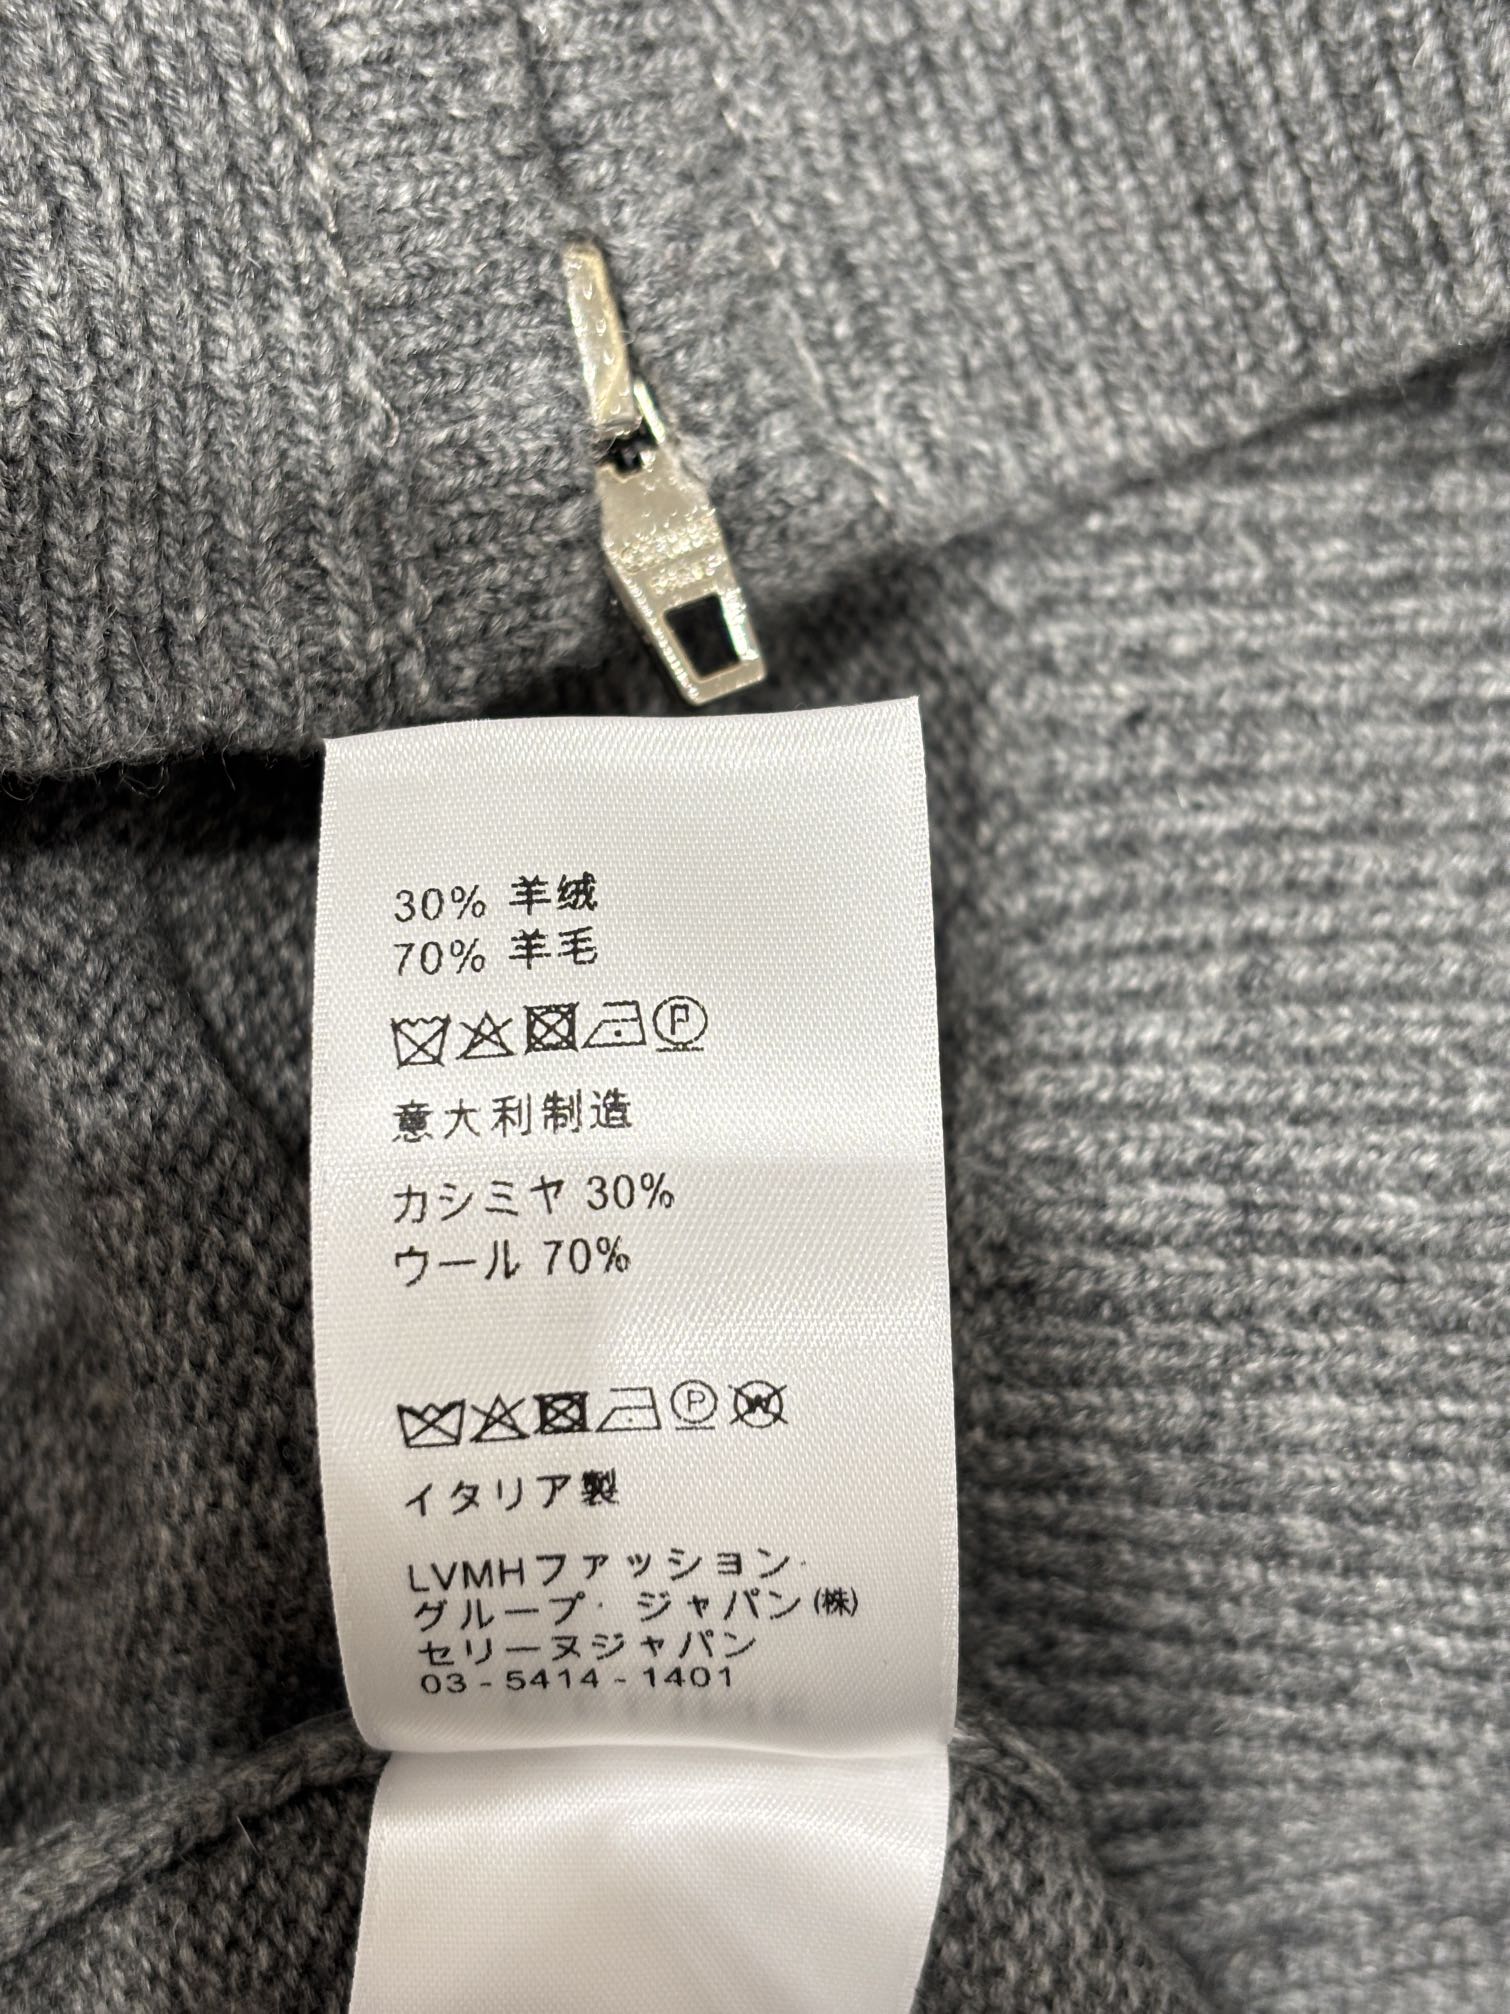 30% 羊绒
70% 羊毛
P
意大利制造
カシミヤ 30%
ウール 70%
P W
イタリア製
LVMHファッション・
グループ・ジャパン(株)
セリーヌジャパン
03-5414-1401